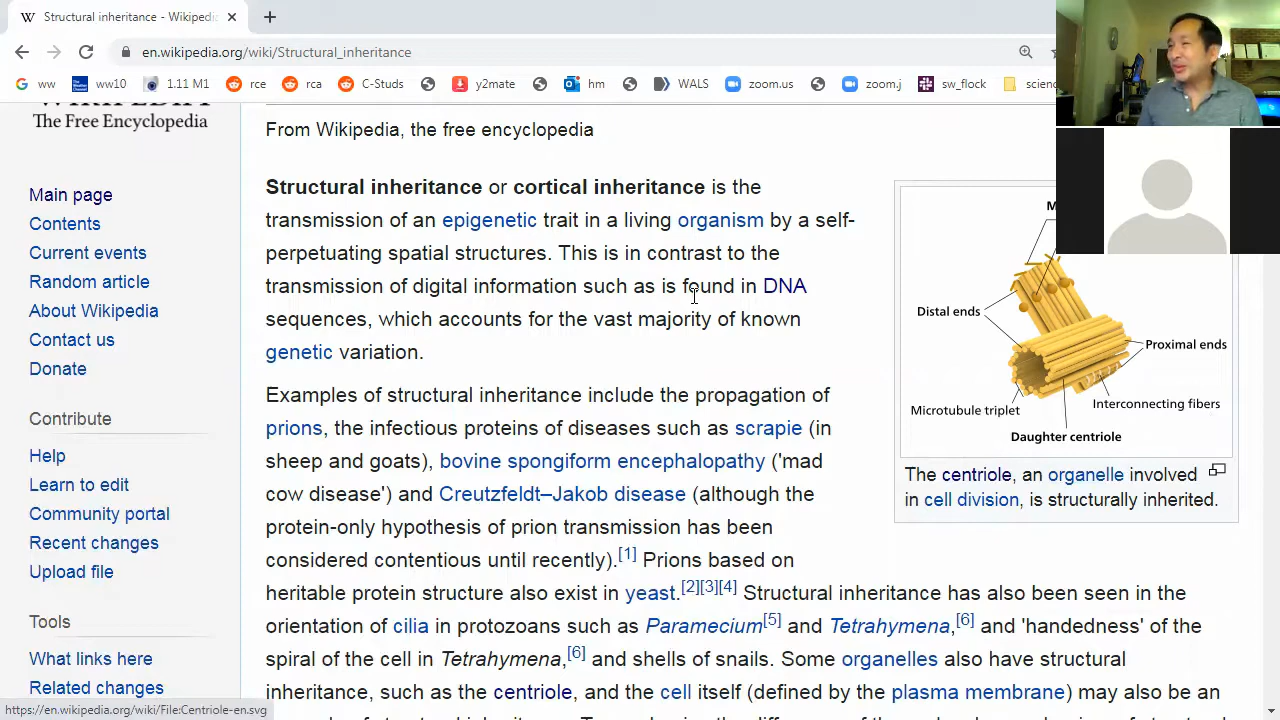 Structural inheritance - Wikipedi
en.wikipedia.org/wiki/Structural_inheritance
ww
ww10
1.11 M1
rce
rca
C-Studs
y2mate
hm
WALS
zoom.us
zoom.j
sw_flock
scienc
The Free Encyclopedia
Main page
Contents
Current events
Random article
About Wikipedia
Contact us
Donate
Contribute
Help
Learn to edit
Community portal
Recent changes
Upload file
Tools
What links here
Related changes
https://en.wikipedia.org/wiki/File:Centriole-en.svg
From Wikipedia, the free encyclopedia
Structural inheritance or cortical inheritance is the
transmission of an epigenetic trait in a living organism by a self-
perpetuating spatial structures. This is in contrast to the
transmission of digital information such as is found in DNA
sequences, which accounts for the vast majority of known
genetic variation.
Examples of structural inheritance include the propagation of
prions, the infectious proteins of diseases such as scrapie (in
sheep and goats), bovine spongiform encephalopathy ('mad
cow disease') and Creutzfeldt–Jakob disease (although the
protein-only hypothesis of prion transmission has been
considered contentious until recently).[1] Prions based on
heritable protein structure also exist in yeast.[2][3][4] Structural inheritance has also been seen in the
orientation of cilia in protozoans such as Paramecium[5] and Tetrahymena,[6] and 'handedness' of the
spiral of the cell in Tetrahymena,[6] and shells of snails. Some organelles also have structural
inheritance, such as the centriole, and the cell itself (defined by the plasma membrane) may also be an
M
Distal ends
Proximal ends
Microtubule triplet
Interconnecting fibers
Daughter centriole
The centriole, an organelle involved
in cell division, is structurally inherited.